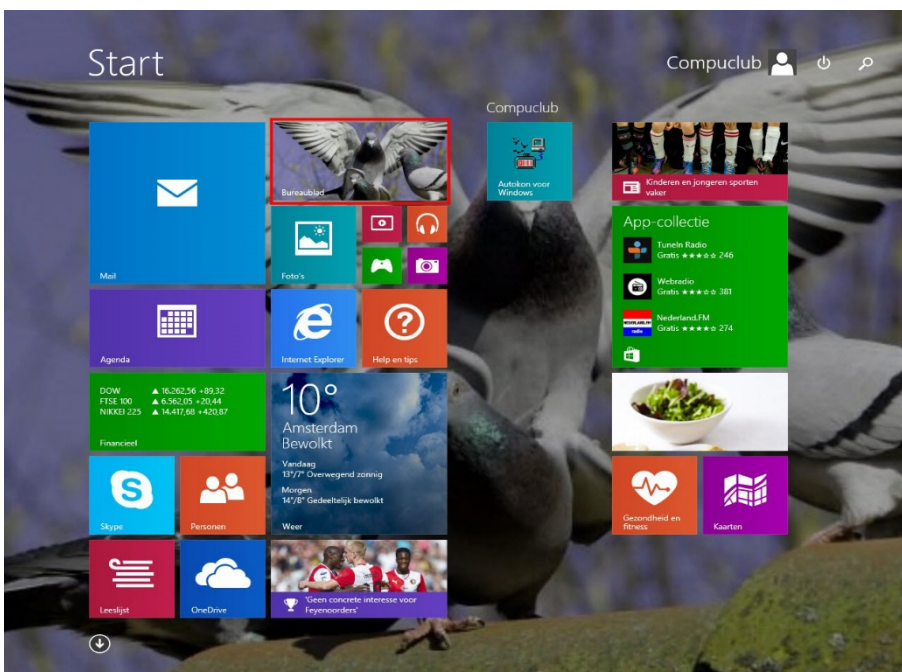 Start
Compuclub
Compuclub
Mail
Bureaublad
Foto's
Agenda
Internet Explorer
Help en tips
DOW ▲ 16.262,56 +89,32
FTSE 100 ▲ 6.562,05 +20,44
NIKKEI 225 ▲ 14.417,68 +420,87
Financieel
10°
Amsterdam
Bewolkt
Vandaag
13°/7° Overwegend zonnig
Morgen
14°/8° Gedeeltelijk bewolkt
Weer
Skype
Personen
Leeslijst
OneDrive
'Geen concrete interesse voor
Feyenoorders'
Autokon voor
Windows
Kinderen en jongeren sporten
vaker
App-collectie
TuneIn Radio
Gratis ★★★☆☆ 246
Webradio
Gratis ★★★☆☆ 381
NEDERLAND.FM
radio
Nederland.FM
Gratis ★★★★☆ 274
Gezondheid en
fitness
Kaarten